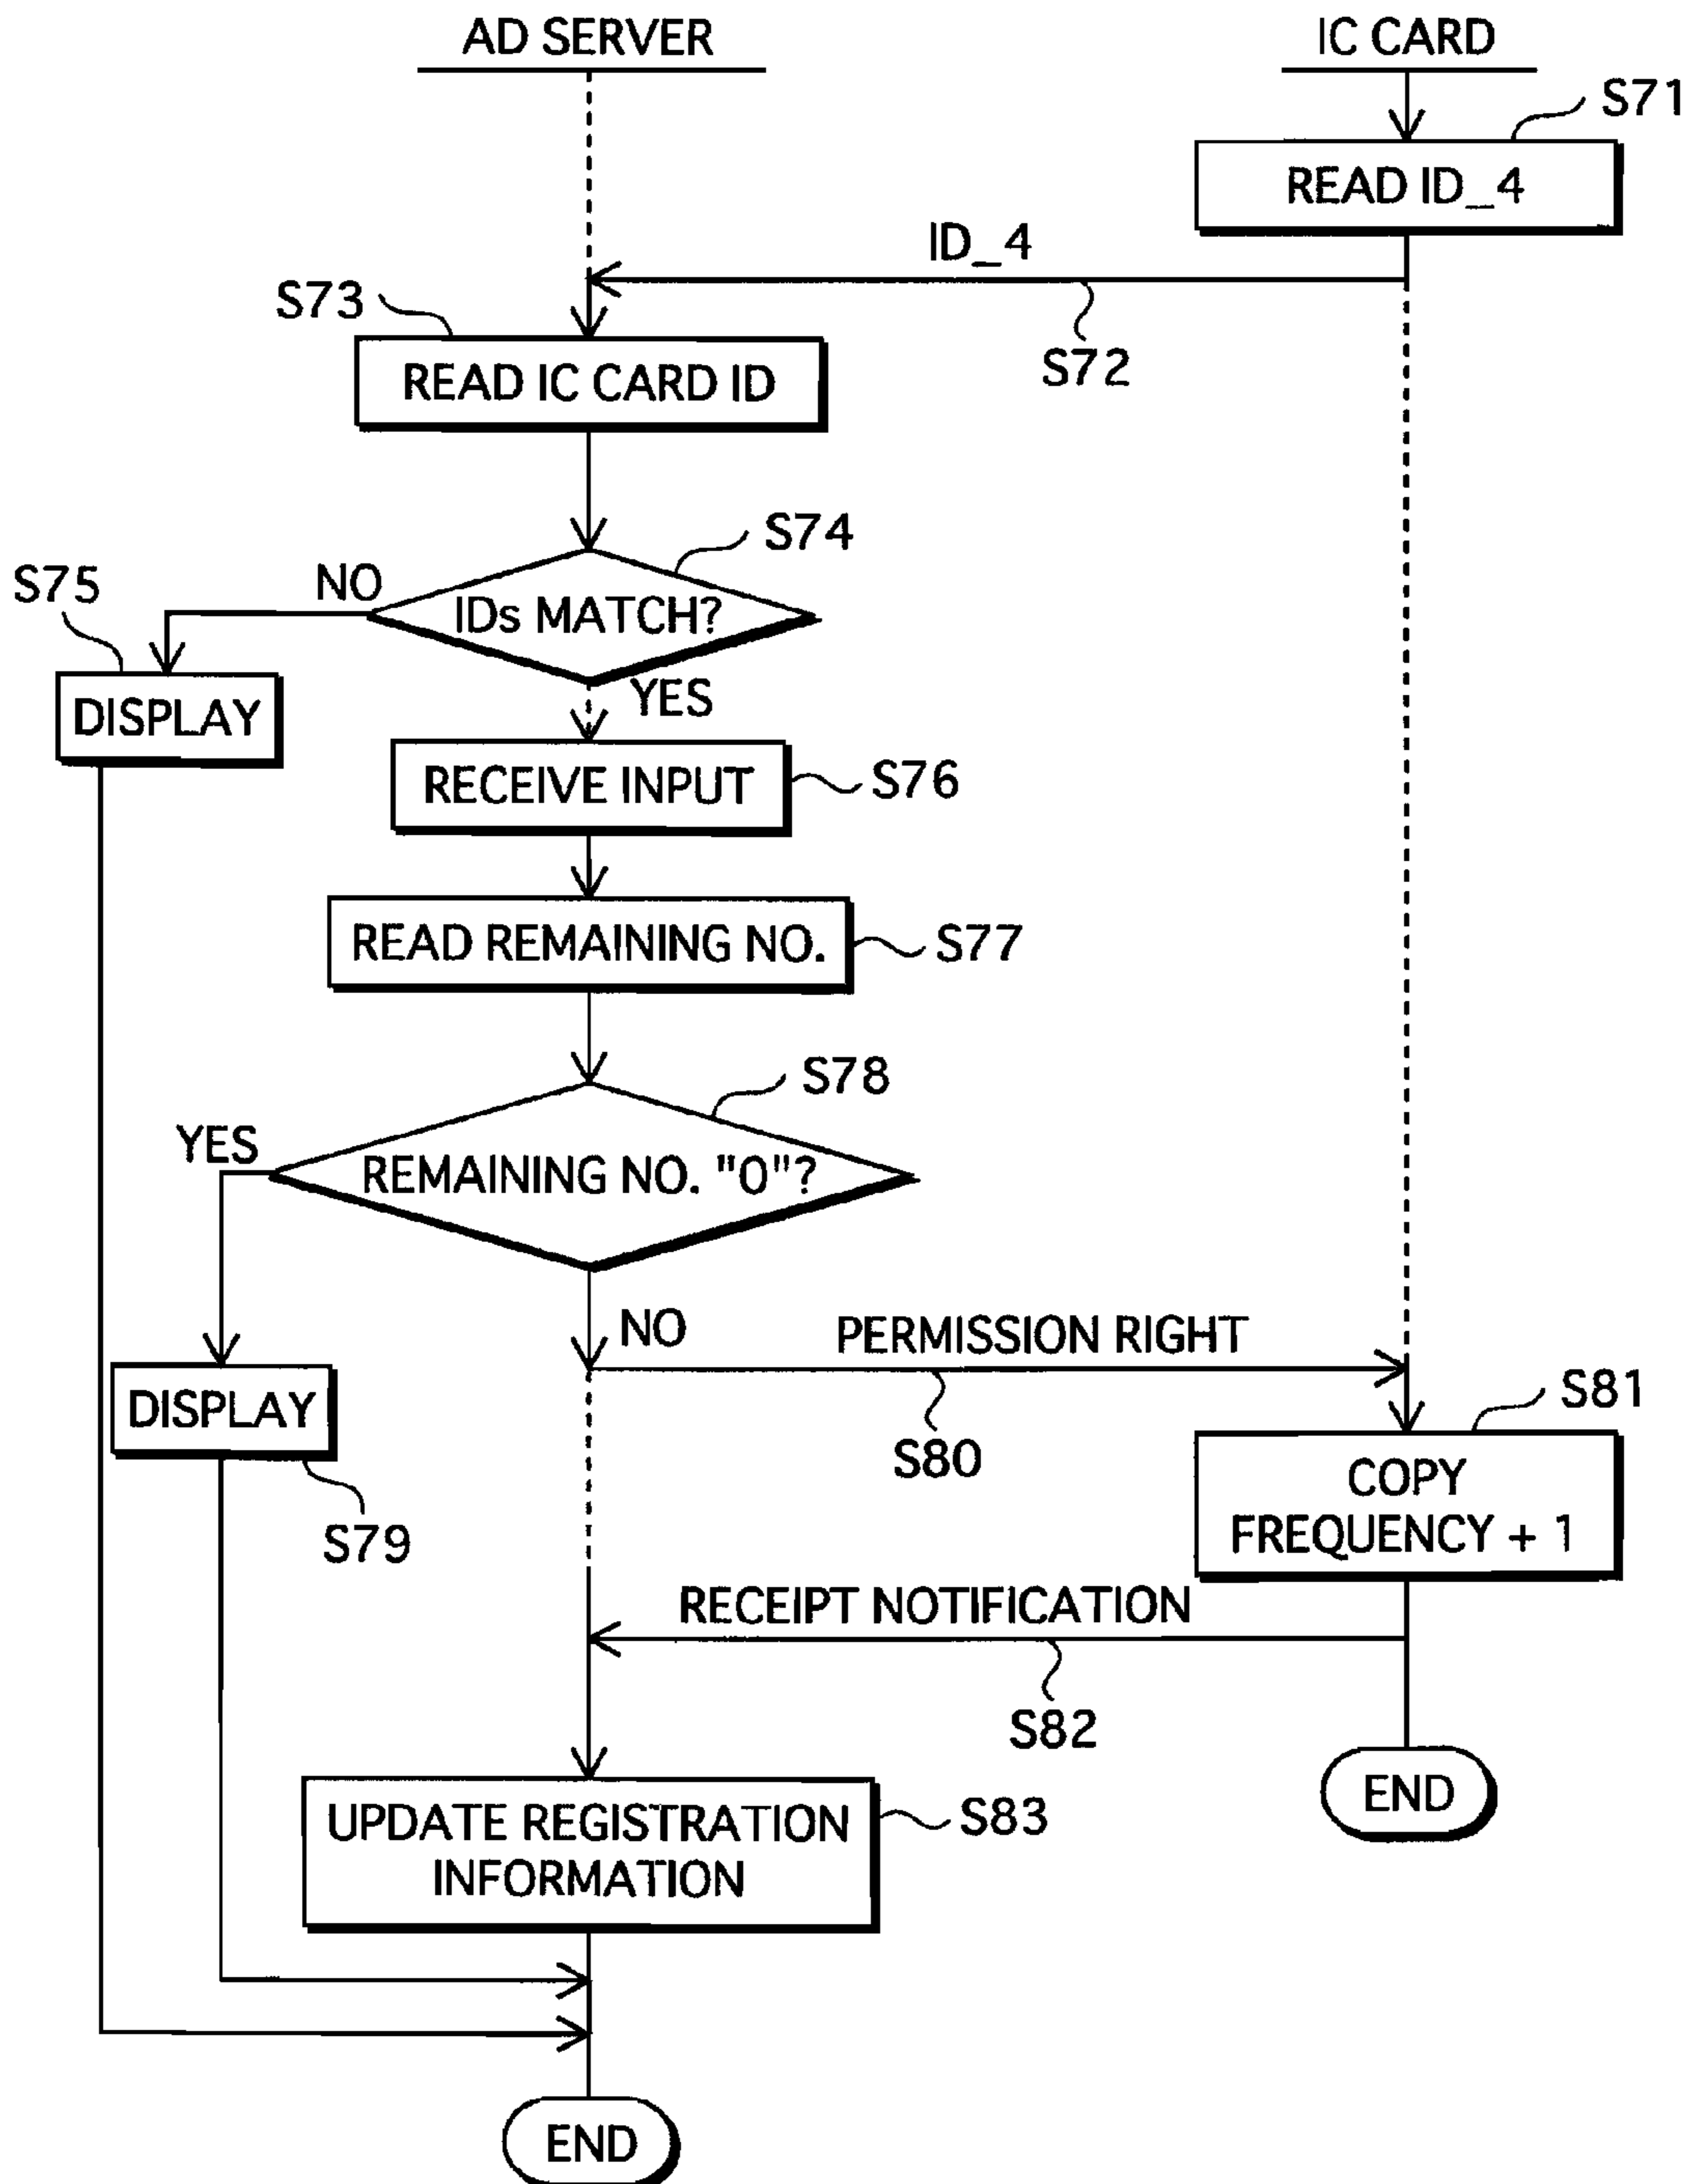 AD SERVER
IC CARD
S71
READ ID_4
ID_4
S72
S73
READ IC CARD ID
S74
IDs MATCH?
NO
S75
DISPLAY
YES
RECEIVE INPUT
S76
READ REMAINING NO.
S77
S78
REMAINING NO. "0"?
YES
NO
PERMISSION RIGHT
S80
DISPLAY
S79
S81
COPY
FREQUENCY + 1
RECEIPT NOTIFICATION
S82
END
UPDATE REGISTRATION
INFORMATION
S83
END